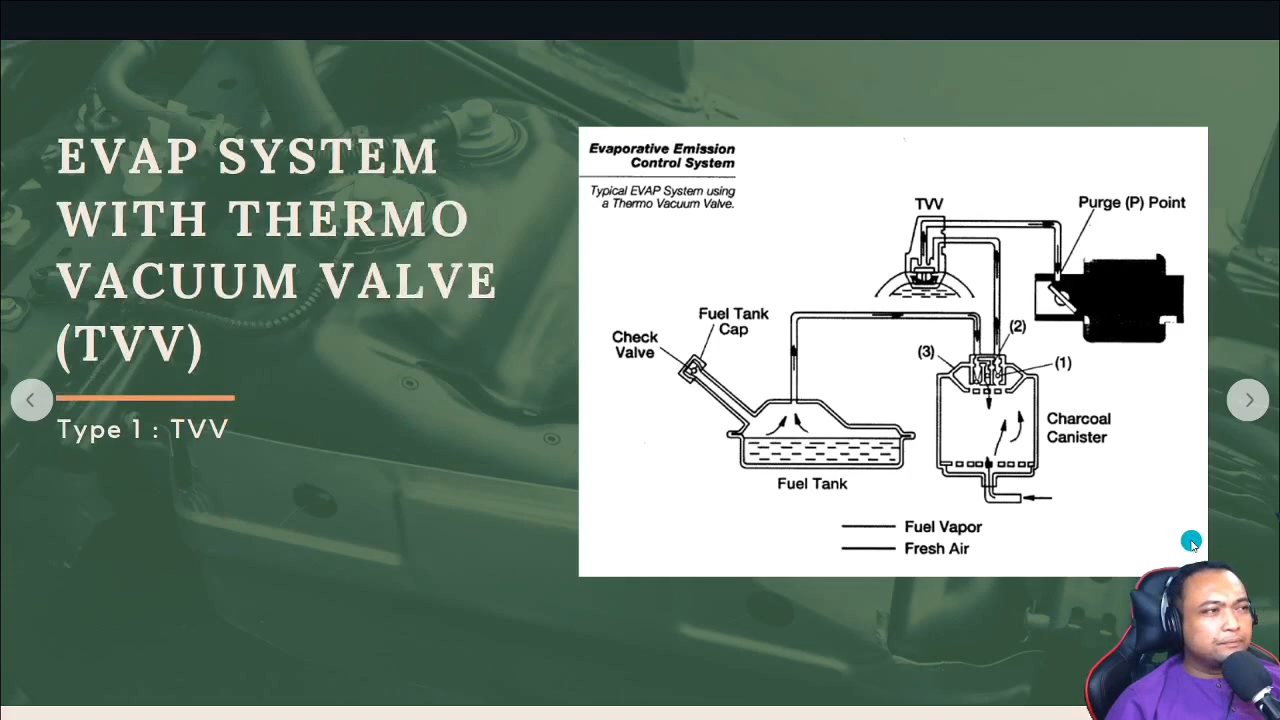 EVAP SYSTEM
WITH THERMO
VACUUM VALVE
(TVV)
Type 1 : TVV
Evaporative Emission
Control System
Typical EVAP System using
a Thermo Vacuum Valve.
TVV
Purge (P) Point
Fuel Tank
Cap
Check
Valve
(2)
(3)
(1)
Charcoal
Canister
Fuel Tank
Fuel Vapor
Fresh Air